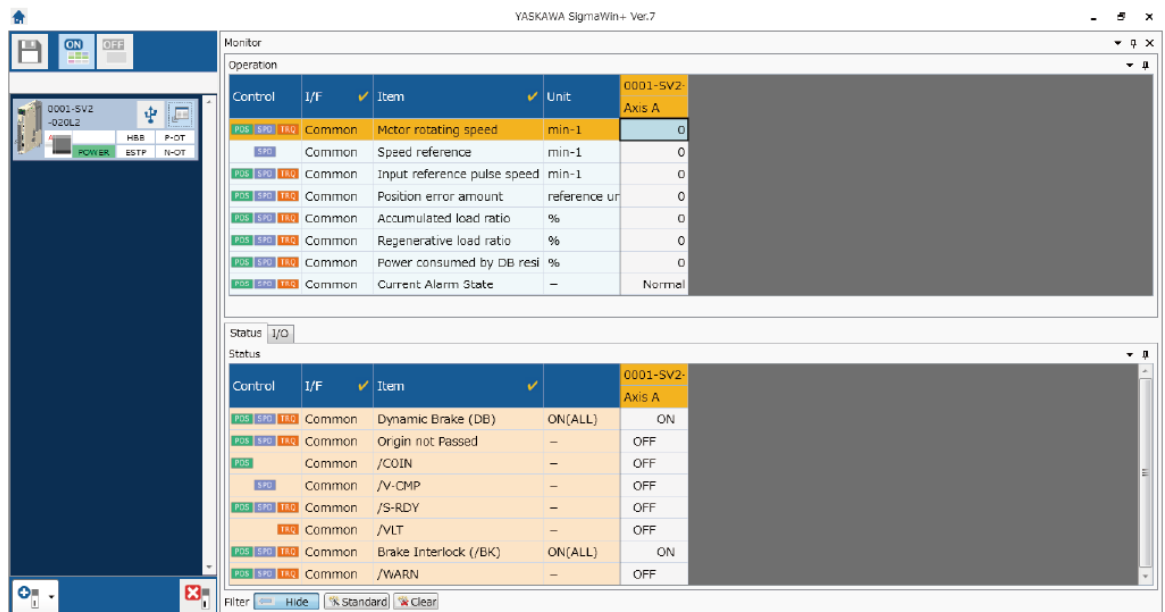 YASKAWA SigmaWin+ Ver.7
ON OFF
Monitor
Operation
Control I/F Item Unit 0001-SV2- Axis A
POS SPD TRQ Common Motor rotating speed min-1 0
SPD Common Speed reference min-1 0
POS SPD TRQ Common Input reference pulse speed min-1 0
POS SPD TRQ Common Position error amount reference ur 0
POS SPD TRQ Common Accumulated load ratio % 0
POS SPD TRQ Common Regenerative load ratio % 0
POS SPD TRQ Common Power consumed by DB resi % 0
POS SPD TRQ Common Current Alarm State – Normal
0001-SV2
-020L2
HBB P-OT
POWER ESTP N-OT
Status I/O
Status
Control I/F Item 0001-SV2- Axis A
POS SPD TRQ Common Dynamic Brake (DB) ON(ALL) ON
POS SPD TRQ Common Origin not Passed – OFF
POS Common /COIN – OFF
SPD Common /V-CMP – OFF
POS SPD TRQ Common /S-RDY – OFF
TRQ Common /VLT – OFF
POS SPD TRQ Common Brake Interlock (/BK) ON(ALL) ON
POS SPD TRQ Common /WARN – OFF
Filter Hide Standard Clear